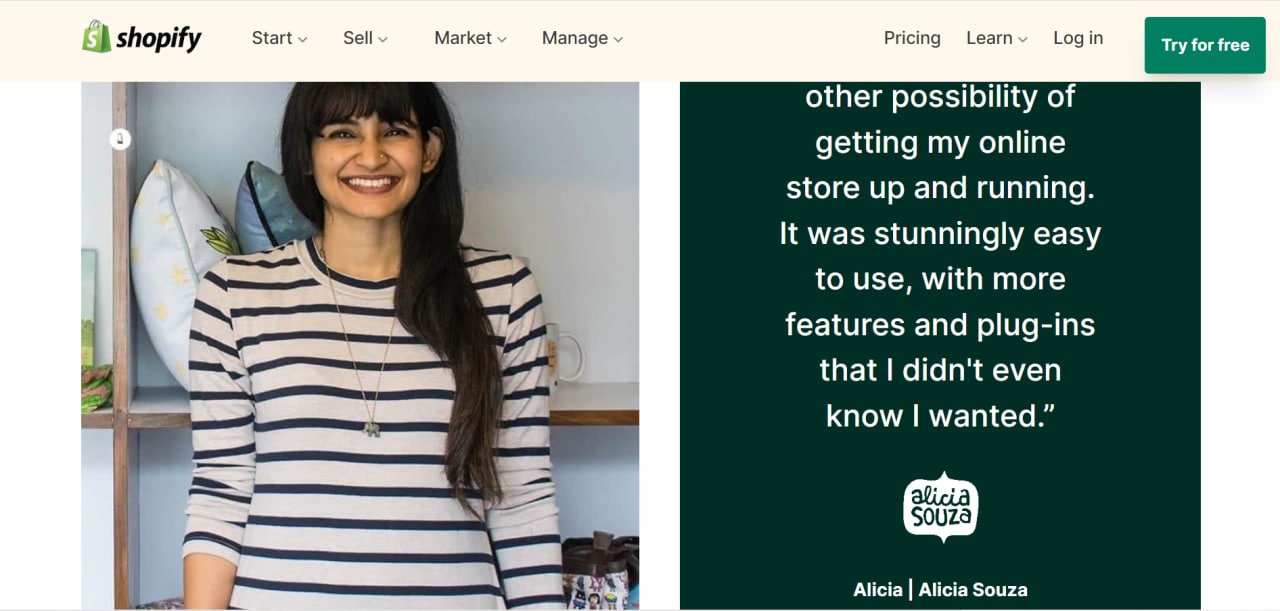 shopify
Start
Sell
Market
Manage
Pricing
Learn
Log in
Try for free
other possibility of
getting my online
store up and running.
It was stunningly easy
to use, with more
features and plug-ins
that I didn't even
know I wanted.”
alicia
SOUZa
Alicia | Alicia Souza